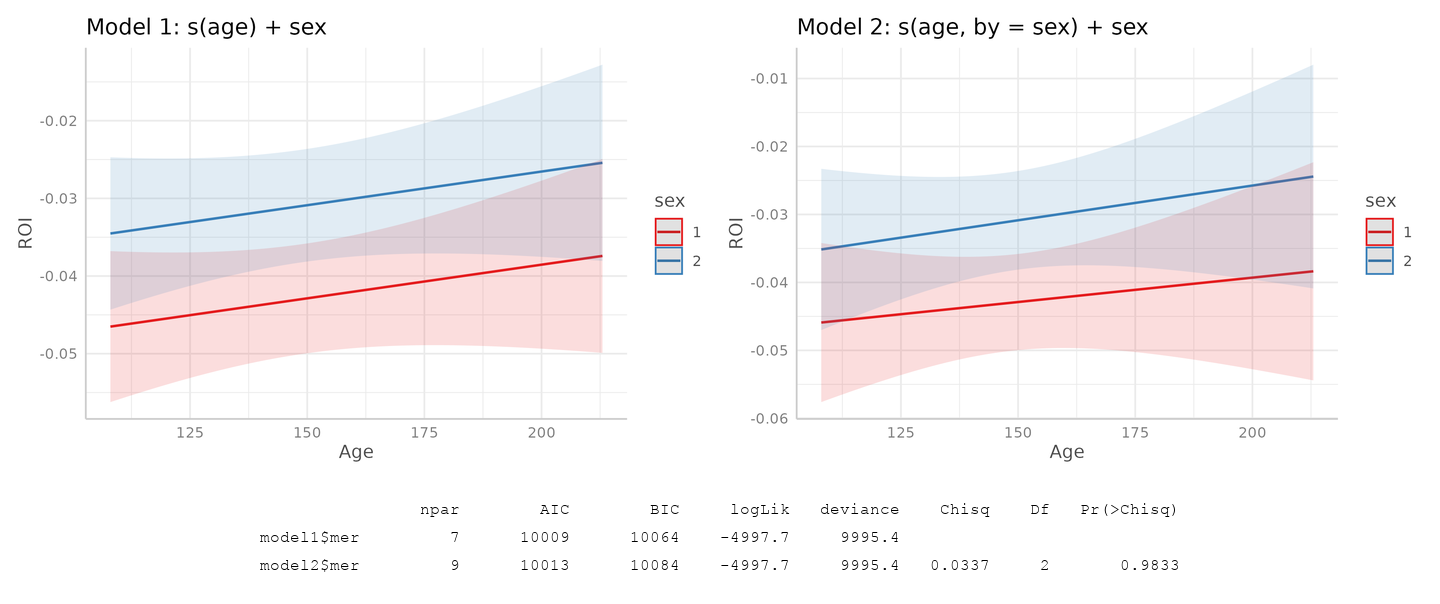 Model 1: s(age) + sex
-0.02
-0.03
-0.04
-0.05
ROI
125 150 175 200
Age
sex
1
2
Model 2: s(age, by = sex) + sex
-0.01
-0.02
-0.03
-0.04
-0.05
-0.06
ROI
125 150 175 200
Age
sex
1
2
npar AIC BIC logLik deviance Chisq Df Pr(>Chisq)
model1$mer 7 10009 10064 -4997.7 9995.4
model2$mer 9 10013 10084 -4997.7 9995.4 0.0337 2 0.9833